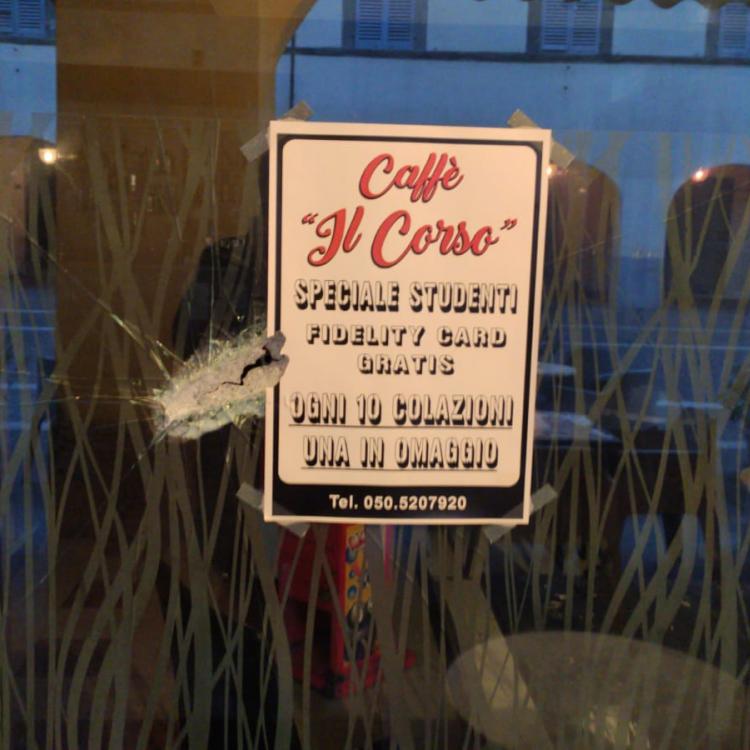 Caffè
"Il Corso"
SPECIALE STUDENTI
FIDELITY CARD
GRATIS
OGNI 10 COLAZIONI
UNA IN OMAGGIO
Tel. 050.5207920